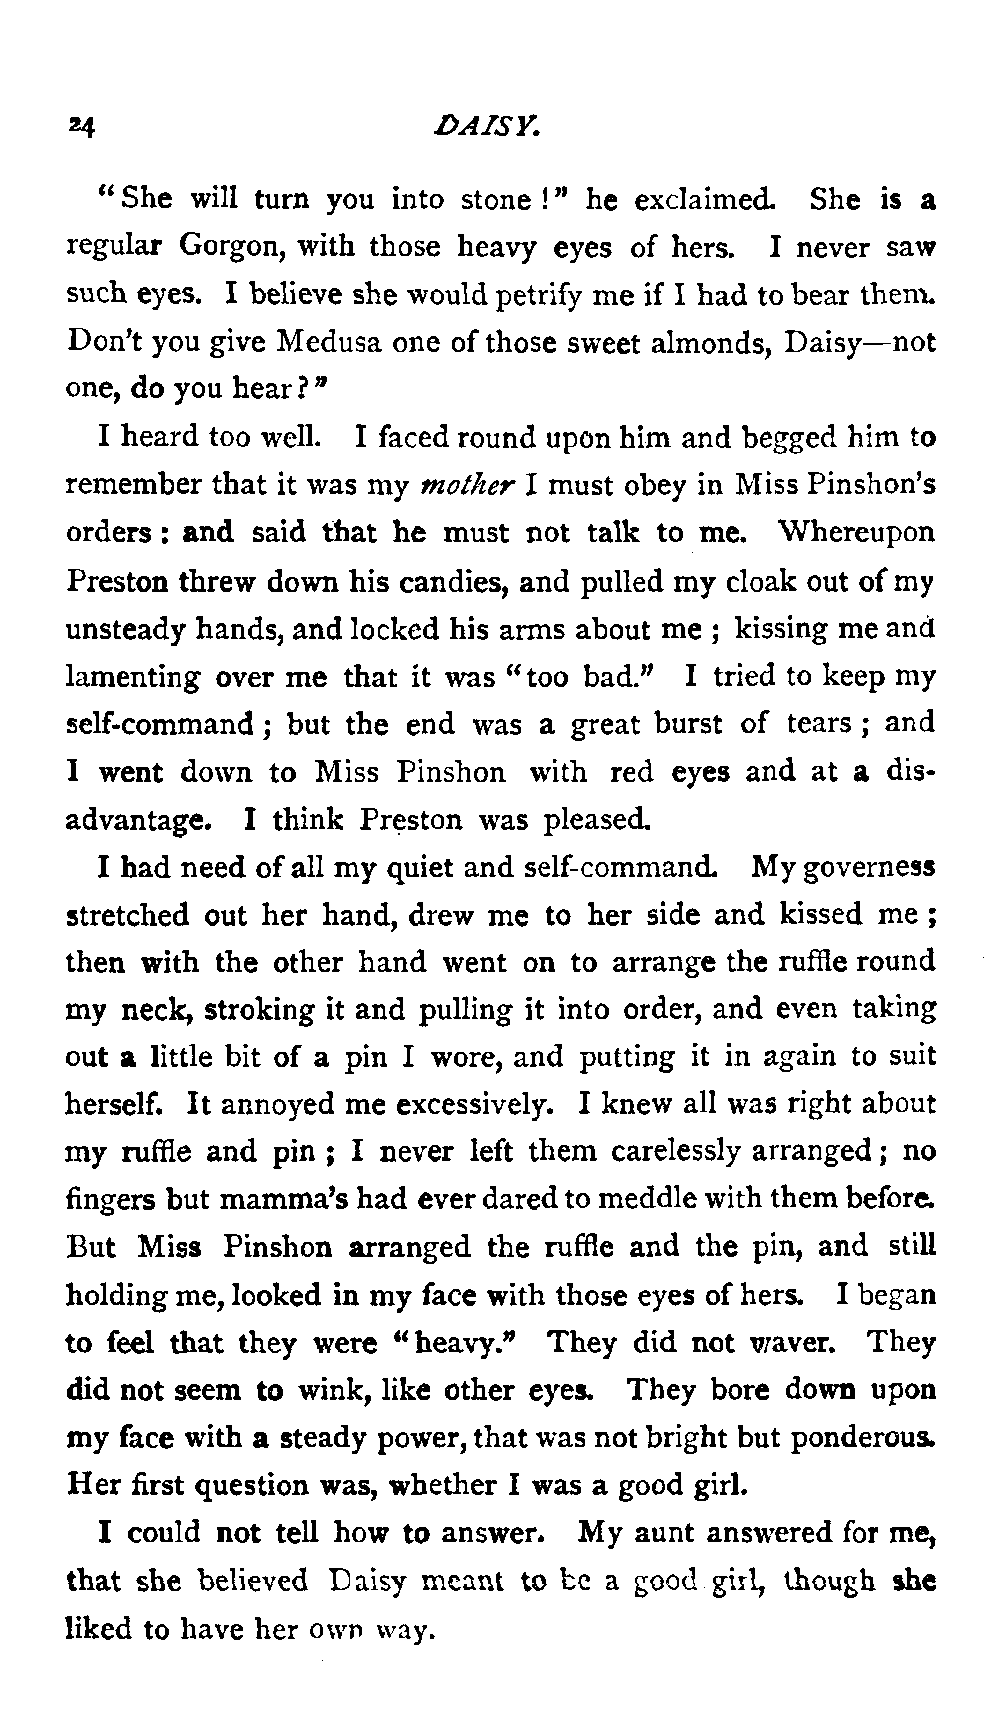 24 DAISY.
"She will turn you into stone!" he exclaimed. She is a
regular Gorgon, with those heavy eyes of hers. I never saw
such eyes. I believe she would petrify me if I had to bear them.
Don't you give Medusa one of those sweet almonds, Daisy—not
one, do you hear?"
I heard too well. I faced round upon him and begged him to
remember that it was my mother I must obey in Miss Pinshon's
orders: and said that he must not talk to me. Whereupon
Preston threw down his candies, and pulled my cloak out of my
unsteady hands, and locked his arms about me; kissing me and
lamenting over me that it was "too bad." I tried to keep my
self-command; but the end was a great burst of tears; and
I went down to Miss Pinshon with red eyes and at a dis-
advantage. I think Preston was pleased.
I had need of all my quiet and self-command. My governess
stretched out her hand, drew me to her side and kissed me;
then with the other hand went on to arrange the ruffle round
my neck, stroking it and pulling it into order, and even taking
out a little bit of a pin I wore, and putting it in again to suit
herself. It annoyed me excessively. I knew all was right about
my ruffle and pin; I never left them carelessly arranged; no
fingers but mamma's had ever dared to meddle with them before.
But Miss Pinshon arranged the ruffle and the pin, and still
holding me, looked in my face with those eyes of hers. I began
to feel that they were "heavy." They did not waver. They
did not seem to wink, like other eyes. They bore down upon
my face with a steady power, that was not bright but ponderous.
Her first question was, whether I was a good girl.
I could not tell how to answer. My aunt answered for me,
that she believed Daisy meant to be a good girl, though she
liked to have her own way.